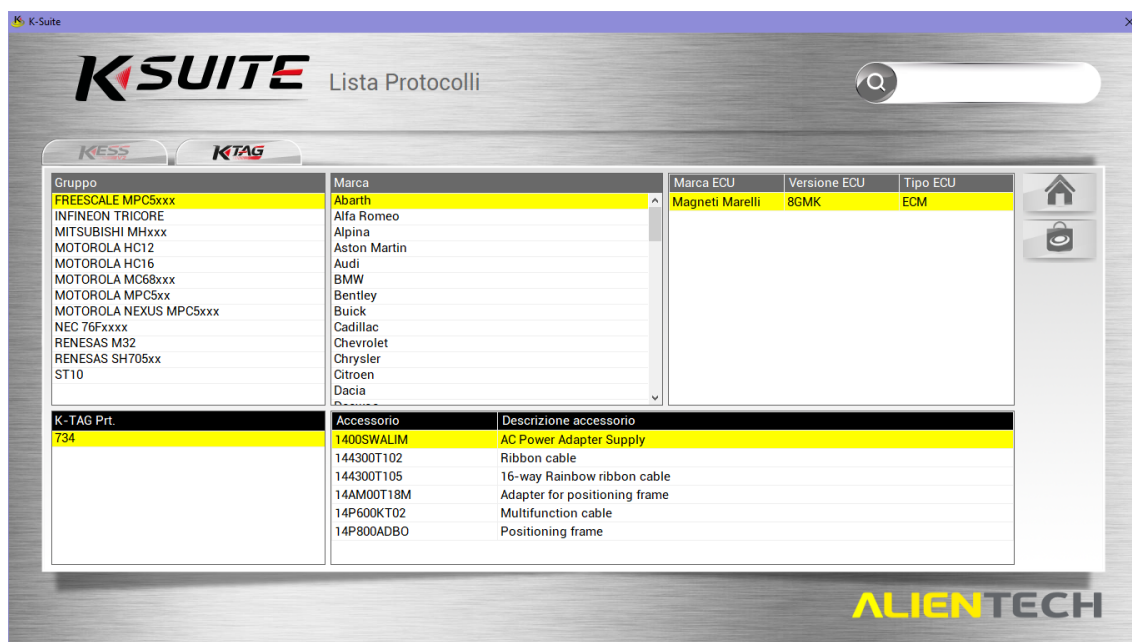 K-Suite
KSUITE Lista Protocolli
KESS KTAG
Gruppo
FREESCALE MPC5xxx
INFINEON TRICORE
MITSUBISHI MHxxx
MOTOROLA HC12
MOTOROLA HC16
MOTOROLA MC68xxx
MOTOROLA MPC5xx
MOTOROLA NEXUS MPC5xxx
NEC 76Fxxxx
RENESAS M32
RENESAS SH705xx
ST10
Marca
Abarth
Alfa Romeo
Alpina
Aston Martin
Audi
BMW
Bentley
Buick
Cadillac
Chevrolet
Chrysler
Citroen
Dacia
Marca ECU Versione ECU Tipo ECU
Magneti Marelli 8GMK ECM
K-TAG Prt.
734
Accessorio Descrizione accessorio
1400SWALIM AC Power Adapter Supply
144300T102 Ribbon cable
144300T105 16-way Rainbow ribbon cable
14AM00T18M Adapter for positioning frame
14P600KT02 Multifunction cable
14P800ADBO Positioning frame
ALIENTECH